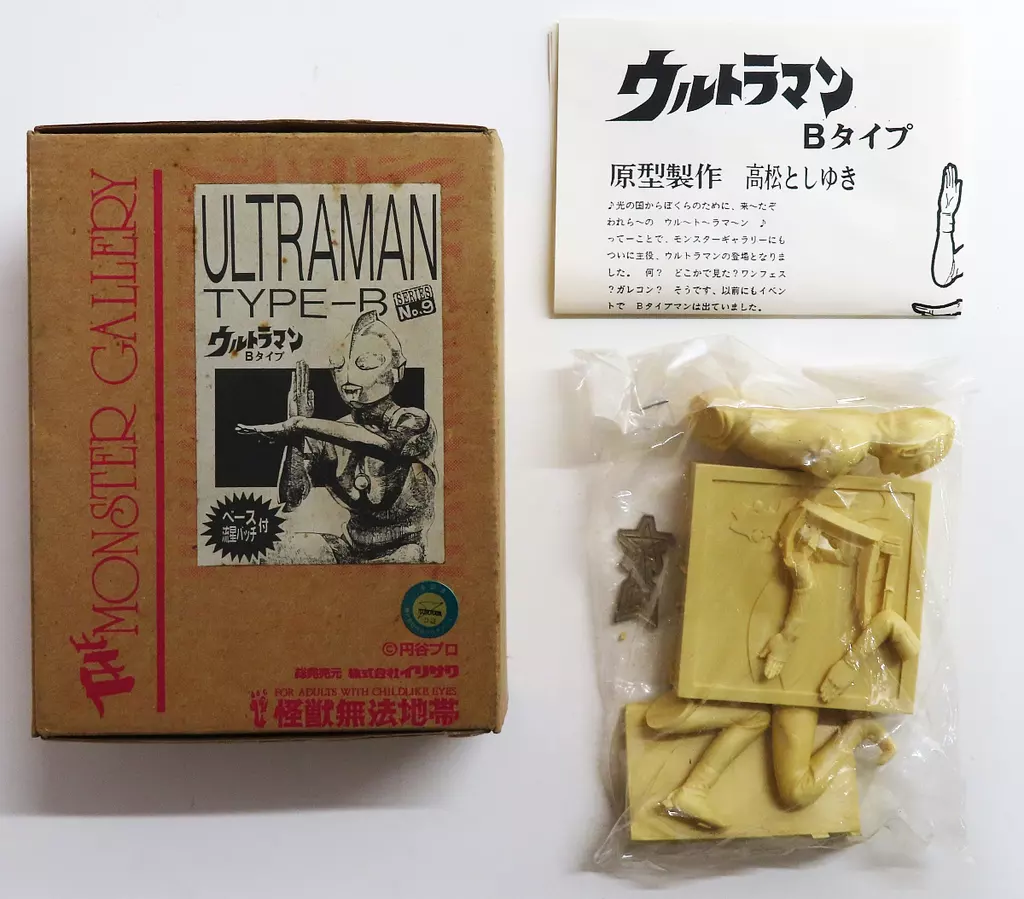 THE MONSTER GALLERY
ULTRAMAN
TYPE-B
SERIES
No.9
ウルトラマン
Bタイプ
ベース
流星バッチ付
©円谷プロ
総発売元 株式会社イリサワ
FOR ADULTS WITH CHILDLIKE EYES
怪獣無法地帯
ウルトラマン
Bタイプ
原型製作 高松としゆき
♪光の国からぼくらのために、来〜たぞ
われら〜の ウル〜ト〜ラマ〜ン ♪
ってーことで、モンスターギャラリーにも
ついに主役、ウルトラマンの登場となりま
した。 何? どこかで見た?ワンフェス
?ガレコン? そうです、以前にもイベン
トで Bタイプマンは出ていました。